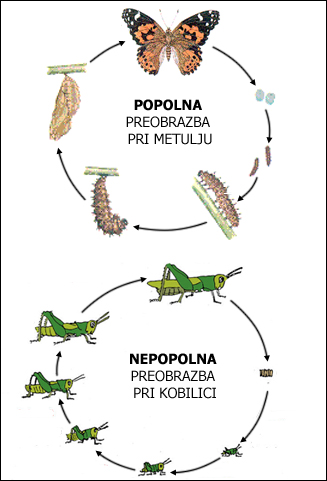 POPOLNA
PREOBRAZBA
PRI METULJU
NEPOPOLNA
PREOBRAZBA
PRI KOBILICI